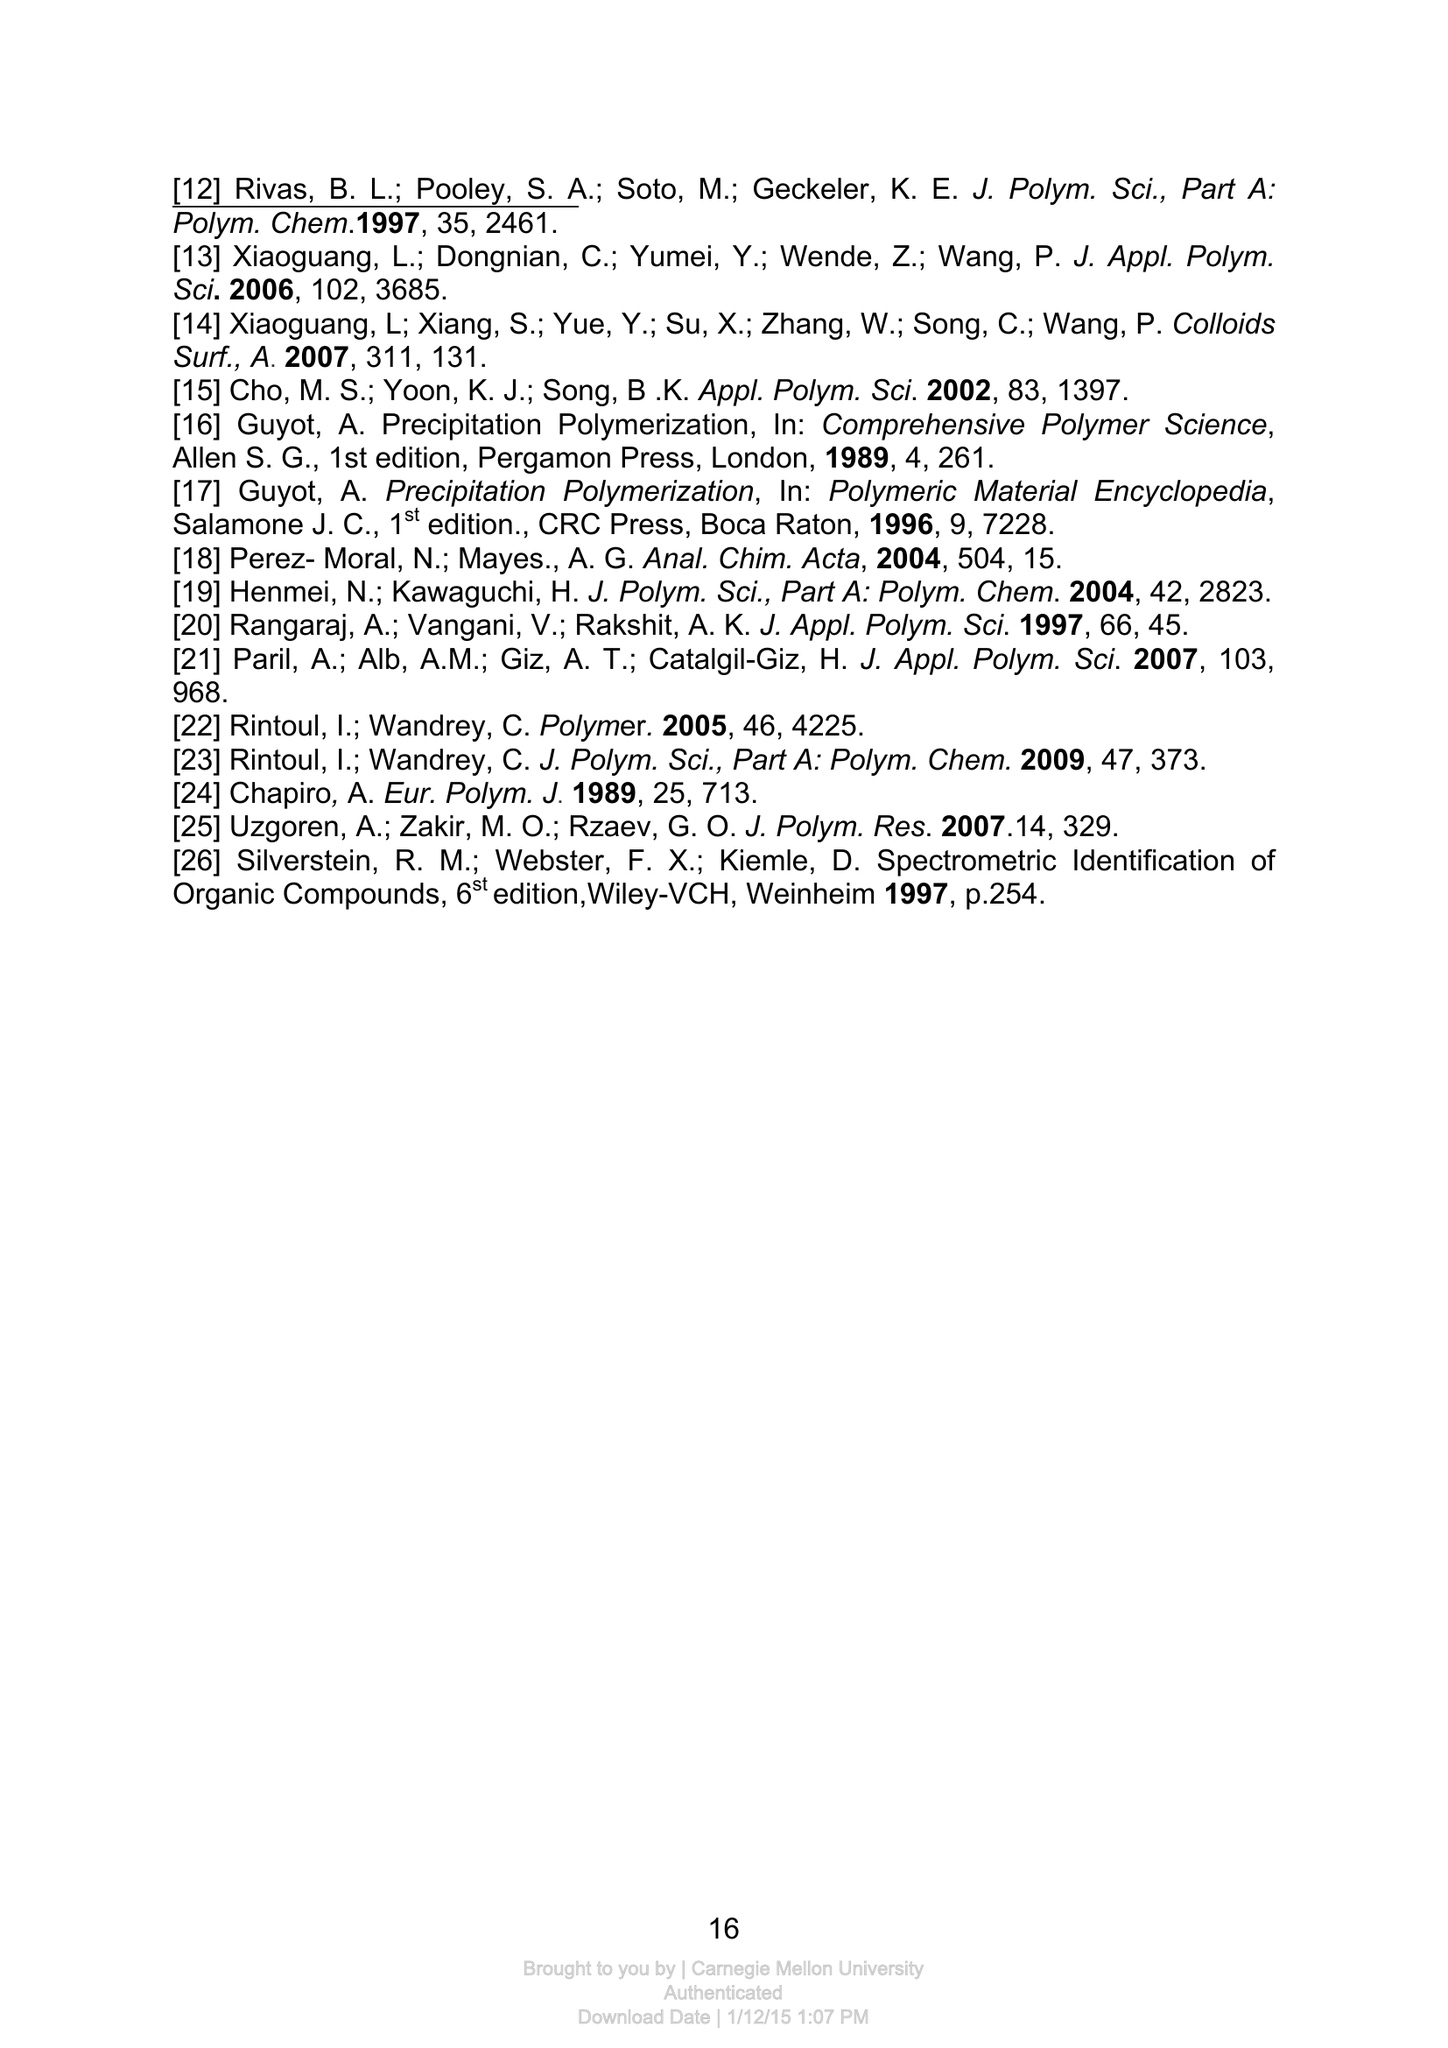 [12] Rivas, B. L.; Pooley, S. A.; Soto, M.; Geckeler, K. E. J. Polym. Sci., Part A:
Polym. Chem.1997, 35, 2461.
[13] Xiaoguang, L.; Dongnian, C.; Yumei, Y.; Wende, Z.; Wang, P. J. Appl. Polym.
Sci. 2006, 102, 3685.
[14] Xiaoguang, L; Xiang, S.; Yue, Y.; Su, X.; Zhang, W.; Song, C.; Wang, P. Colloids
Surf., A. 2007, 311, 131.
[15] Cho, M. S.; Yoon, K. J.; Song, B .K. Appl. Polym. Sci. 2002, 83, 1397.
[16] Guyot, A. Precipitation Polymerization, In: Comprehensive Polymer Science,
Allen S. G., 1st edition, Pergamon Press, London, 1989, 4, 261.
[17] Guyot, A. Precipitation Polymerization, In: Polymeric Material Encyclopedia,
Salamone J. C., 1st edition., CRC Press, Boca Raton, 1996, 9, 7228.
[18] Perez- Moral, N.; Mayes., A. G. Anal. Chim. Acta, 2004, 504, 15.
[19] Henmei, N.; Kawaguchi, H. J. Polym. Sci., Part A: Polym. Chem. 2004, 42, 2823.
[20] Rangaraj, A.; Vangani, V.; Rakshit, A. K. J. Appl. Polym. Sci. 1997, 66, 45.
[21] Paril, A.; Alb, A.M.; Giz, A. T.; Catalgil-Giz, H. J. Appl. Polym. Sci. 2007, 103,
968.
[22] Rintoul, I.; Wandrey, C. Polymer. 2005, 46, 4225.
[23] Rintoul, I.; Wandrey, C. J. Polym. Sci., Part A: Polym. Chem. 2009, 47, 373.
[24] Chapiro, A. Eur. Polym. J. 1989, 25, 713.
[25] Uzgoren, A.; Zakir, M. O.; Rzaev, G. O. J. Polym. Res. 2007.14, 329.
[26] Silverstein, R. M.; Webster, F. X.; Kiemle, D. Spectrometric Identification of
Organic Compounds, 6st edition,Wiley-VCH, Weinheim 1997, p.254.
16
Brought to you by | Carnegie Mellon University
Authenticated
Download Date | 1/12/15 1:07 PM